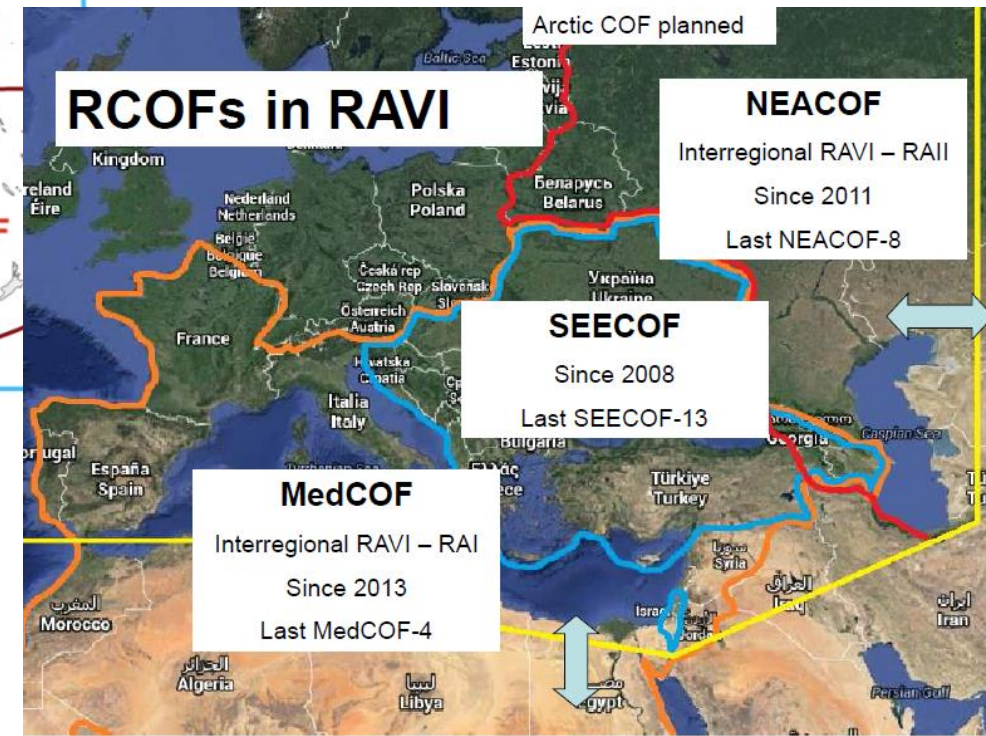 Arctic COF planned
Baltic Sea
Estonia
RCOFs in RAVI
NEACOF
Interregional RAVI – RAII
Since 2011
Last NEACOF-8
Kingdom
reland
Éire
Nederland
Netherlands
België
Belgique
Belgium
Polska
Poland
Беларусь
Belarus
Česká rep
Czech Rep
Österreich
Austria
Україна
Ukraine
France
Hrvatska
Croatia
Italia
Italy
SEECOF
Since 2008
Last SEECOF-13
Bulgaria
Georgia
Caspian Sea
ortugal
España
Spain
Türkiye
Turkey
MedCOF
Interregional RAVI – RAI
Since 2013
Last MedCOF-4
سوريا
Syria
العراق
ایران
Iran
Israel
المغرب
Morocco
الجزائر
Algeria
ليبيا
Libya
مصر
Egypt
Persian Gulf